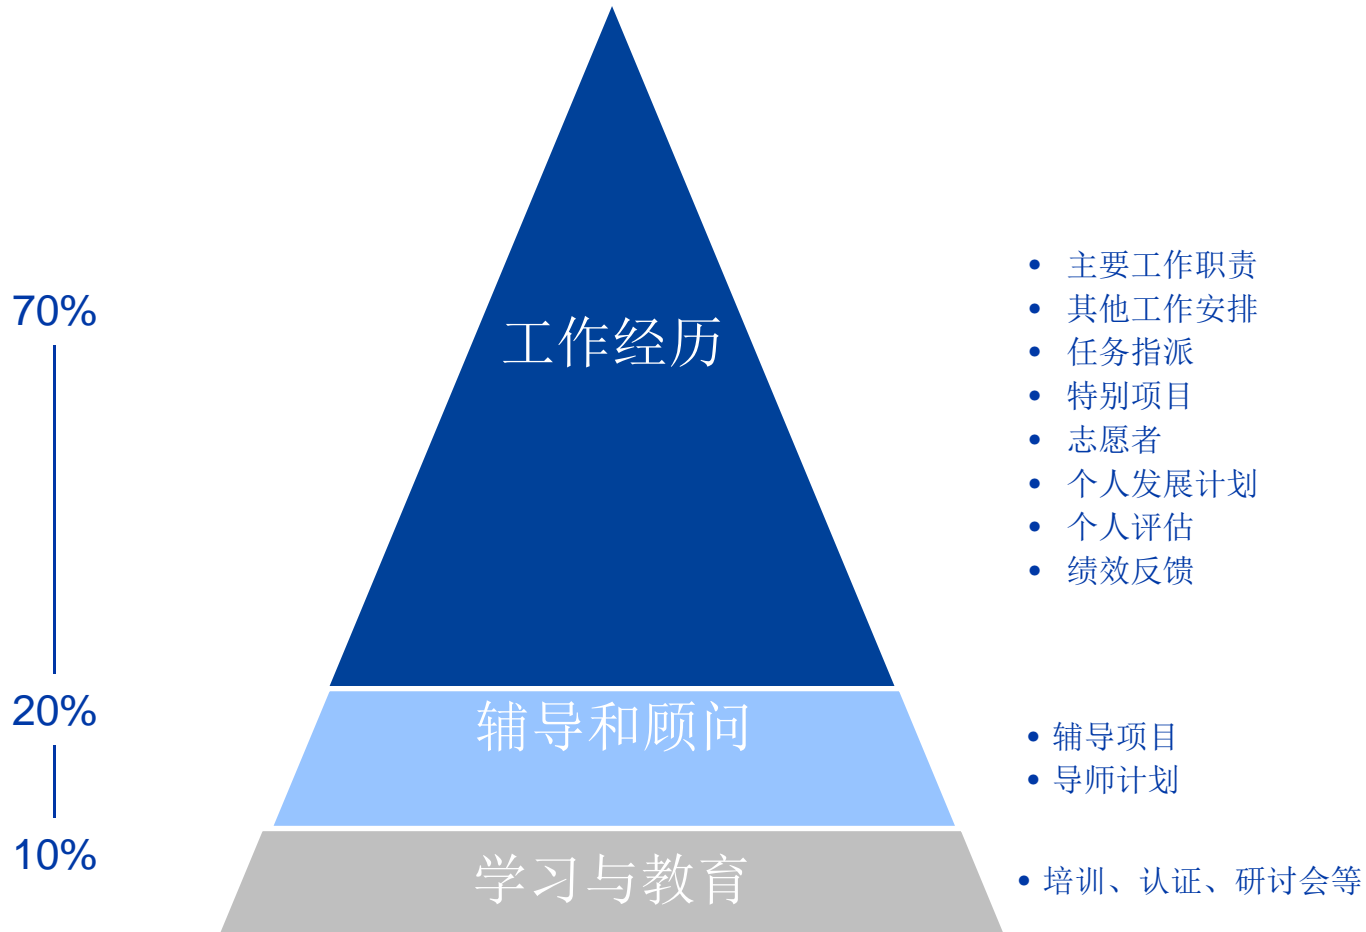 70%
工作经历
• 主要工作职责
• 其他工作安排
• 任务指派
• 特别项目
• 志愿者
• 个人发展计划
• 个人评估
• 绩效反馈
20%
辅导和顾问
• 辅导项目
• 导师计划
10%
学习与教育
• 培训、认证、研讨会等